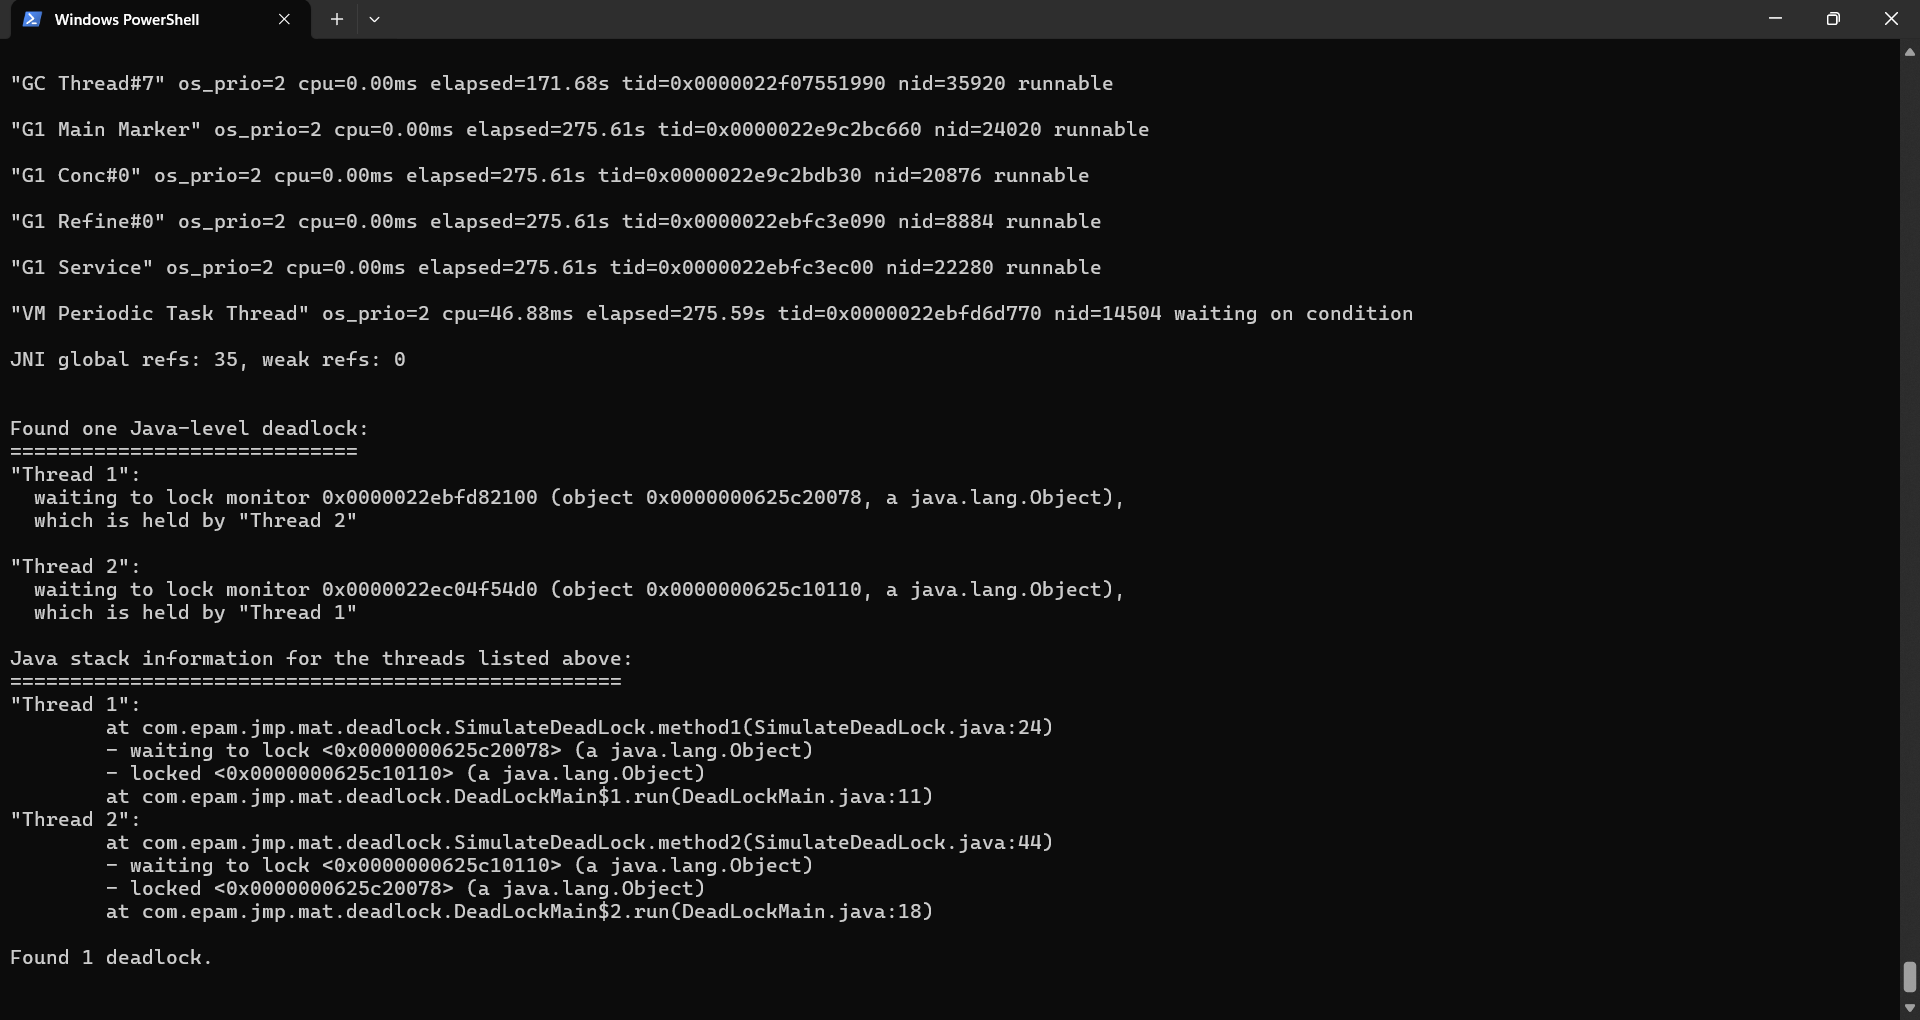 Windows PowerShell
"GC Thread#7" os_prio=2 cpu=0.00ms elapsed=171.68s tid=0x0000022f07551990 nid=35920 runnable
"G1 Main Marker" os_prio=2 cpu=0.00ms elapsed=275.61s tid=0x0000022e9c2bc660 nid=24020 runnable
"G1 Conc#0" os_prio=2 cpu=0.00ms elapsed=275.61s tid=0x0000022e9c2bdb30 nid=20876 runnable
"G1 Refine#0" os_prio=2 cpu=0.00ms elapsed=275.61s tid=0x0000022ebfc3e090 nid=8884 runnable
"G1 Service" os_prio=2 cpu=0.00ms elapsed=275.61s tid=0x0000022ebfc3ec00 nid=22280 runnable
"VM Periodic Task Thread" os_prio=2 cpu=46.88ms elapsed=275.59s tid=0x0000022ebfd6d770 nid=14504 waiting on condition
JNI global refs: 35, weak refs: 0
Found one Java-level deadlock:
=============================
"Thread 1":
  waiting to lock monitor 0x0000022ebfd82100 (object 0x0000000625c20078, a java.lang.Object),
  which is held by "Thread 2"
"Thread 2":
  waiting to lock monitor 0x0000022ec04f54d0 (object 0x0000000625c10110, a java.lang.Object),
  which is held by "Thread 1"
Java stack information for the threads listed above:
===================================================
"Thread 1":
        at com.epam.jmp.mat.deadlock.SimulateDeadLock.method1(SimulateDeadLock.java:24)
        - waiting to lock <0x0000000625c20078> (a java.lang.Object)
        - locked <0x0000000625c10110> (a java.lang.Object)
        at com.epam.jmp.mat.deadlock.DeadLockMain$1.run(DeadLockMain.java:11)
"Thread 2":
        at com.epam.jmp.mat.deadlock.SimulateDeadLock.method2(SimulateDeadLock.java:44)
        - waiting to lock <0x0000000625c10110> (a java.lang.Object)
        - locked <0x0000000625c20078> (a java.lang.Object)
        at com.epam.jmp.mat.deadlock.DeadLockMain$2.run(DeadLockMain.java:18)
Found 1 deadlock.